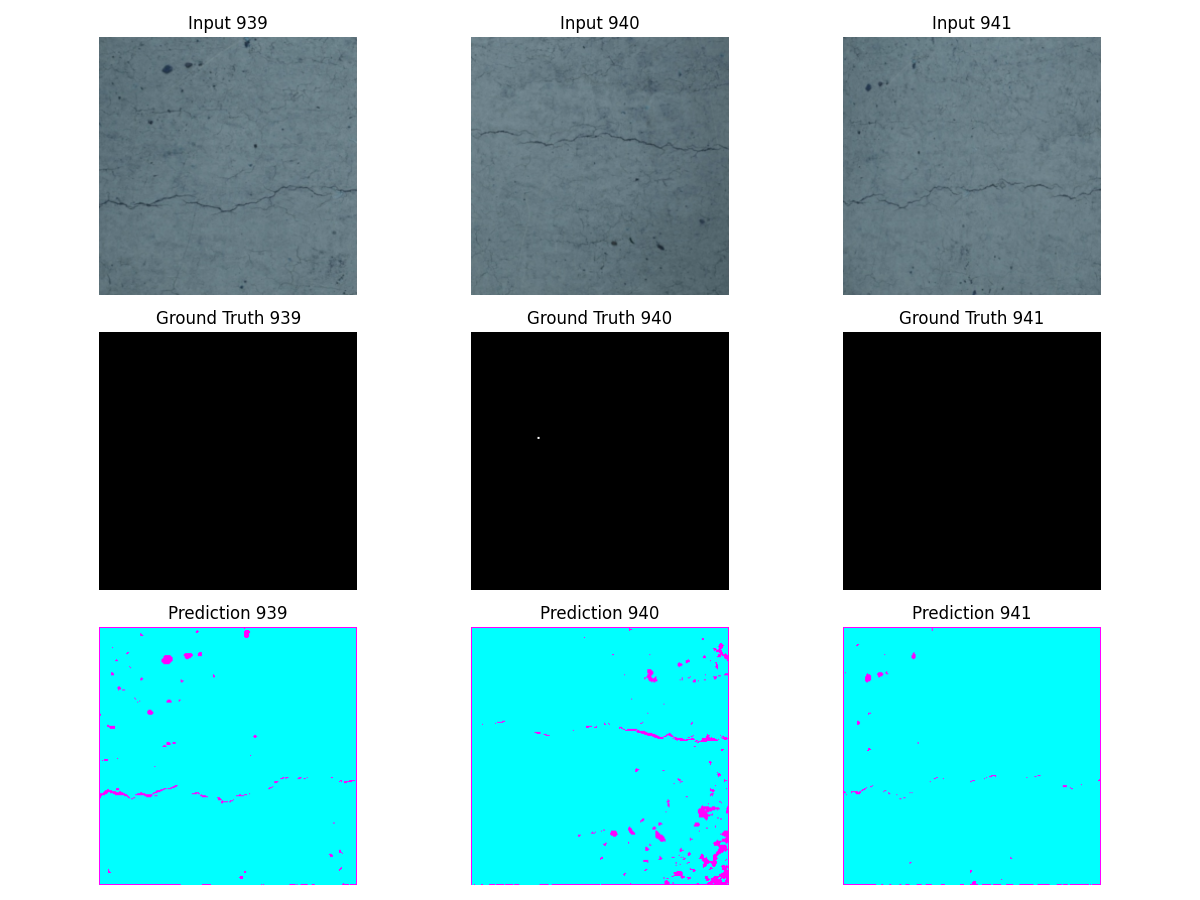 Input 939
Input 940
Input 941
Ground Truth 939
Ground Truth 940
Ground Truth 941
Prediction 939
Prediction 940
Prediction 941